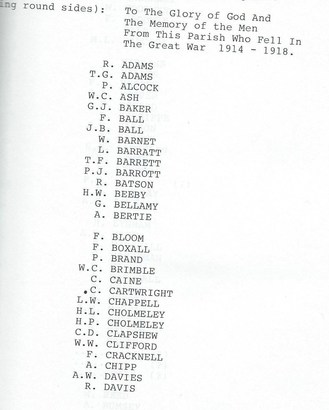 ing round sides): To The Glory of God And
The Memory of the Men
From This Parish Who Fell In
The Great War 1914 - 1918.
R. ADAMS
T.G. ADAMS
P. ALCOCK
W.C. ASH
G.J. BAKER
F. BALL
J.B. BALL
W. BARNET
L. BARRATT
T.F. BARRETT
P.J. BARROTT
R. BATSON
H.W. BEEBY
G. BELLAMY
A. BERTIE
F. BLOOM
F. BOXALL
P. BRAND
W.C. BRIMBLE
C. CAINE
.C. CARTWRIGHT
L.W. CHAPPELL
H.L. CHOLMELEY
H.P. CHOLMELEY
C.D. CLAPSHEW
W.W. CLIFFORD
F. CRACKNELL
A. CHIPP
A.W. DAVIES
R. DAVIS